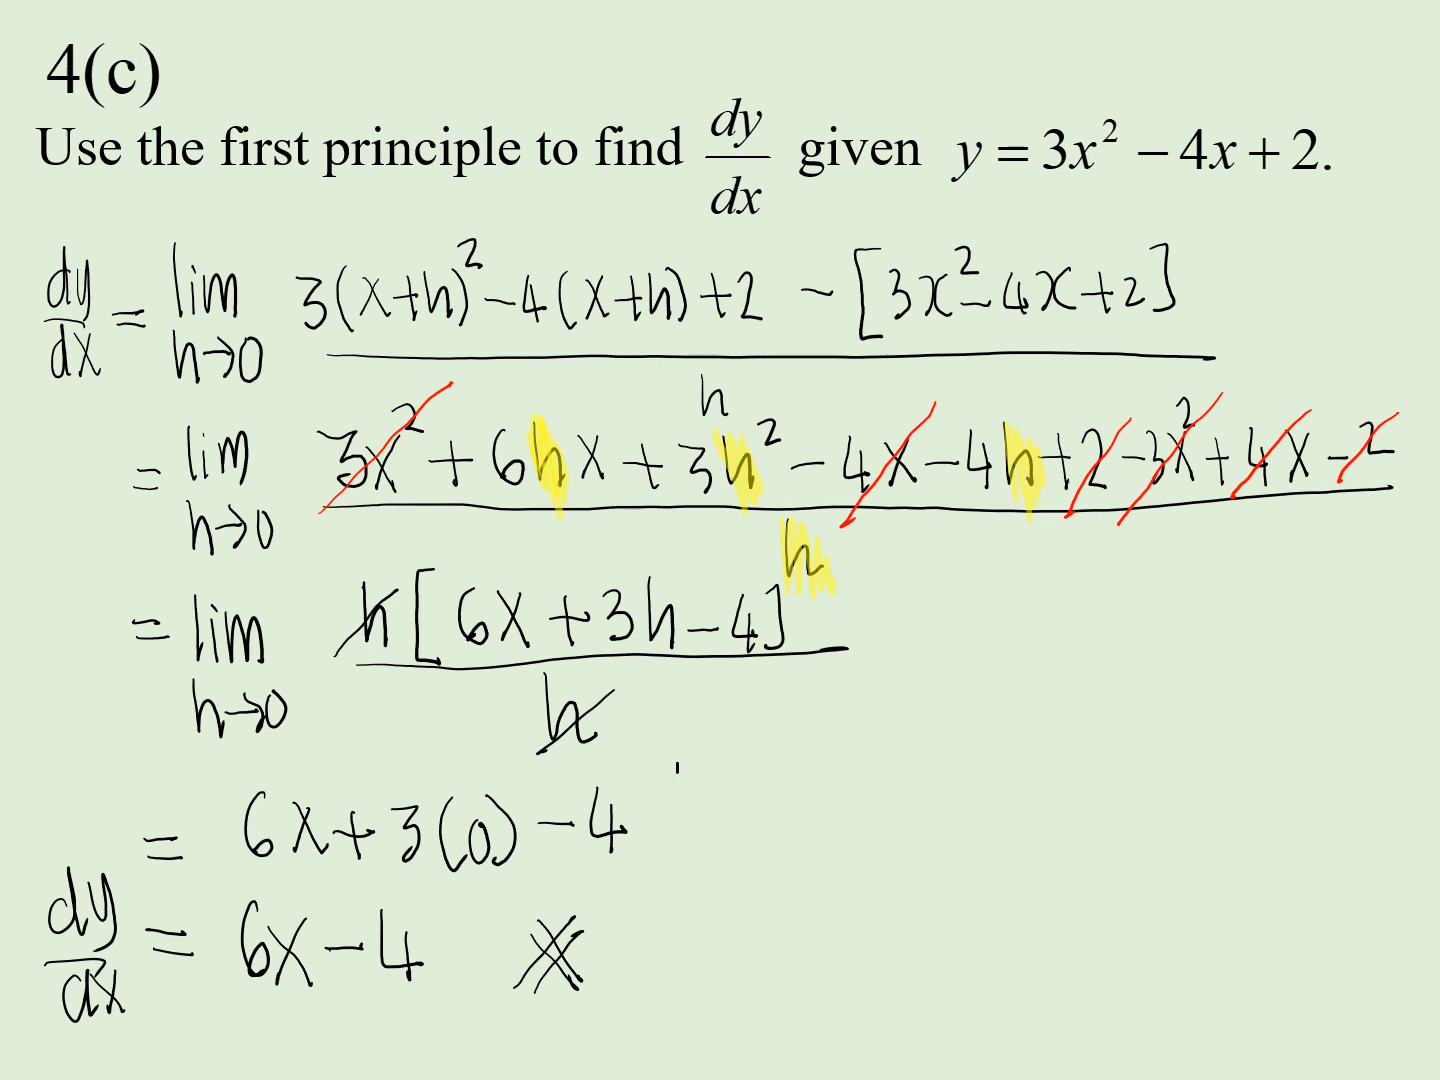 4(c)
Use the first principle to find dy/dx given y = 3x² − 4x + 2.
dy/dx = lim h→0 3(x+h)² − 4(x+h) + 2 − [3x² − 4x + 2] / h
= lim h→0 3x² + 6hx + 3h² − 4x − 4h + 2 − 3x² + 4x − 2 / h
= lim h→0 h[6x + 3h − 4] / h
= 6x + 3(0) − 4
dy/dx = 6x − 4